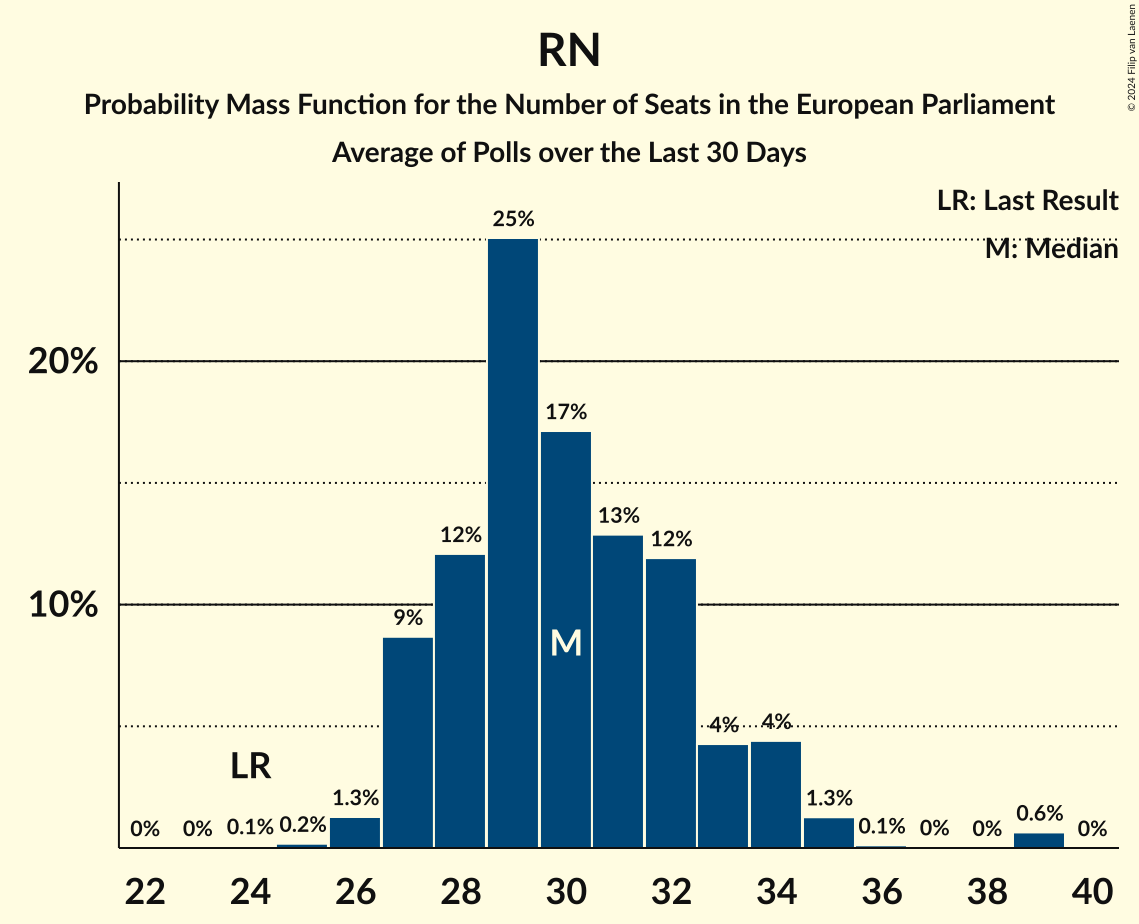 RN
Probability Mass Function for the Number of Seats in the European Parliament
Average of Polls over the Last 30 Days
© 2024 Filip van Laenen
LR: Last Result
M: Median
25%
20%
17%
13%
12%
12%
10%
9%
M
4%
4%
LR
1.3%
1.3%
0.6%
0% 0% 0.1% 0.2% 0.1% 0% 0% 0%
22 24 26 28 30 32 34 36 38 40